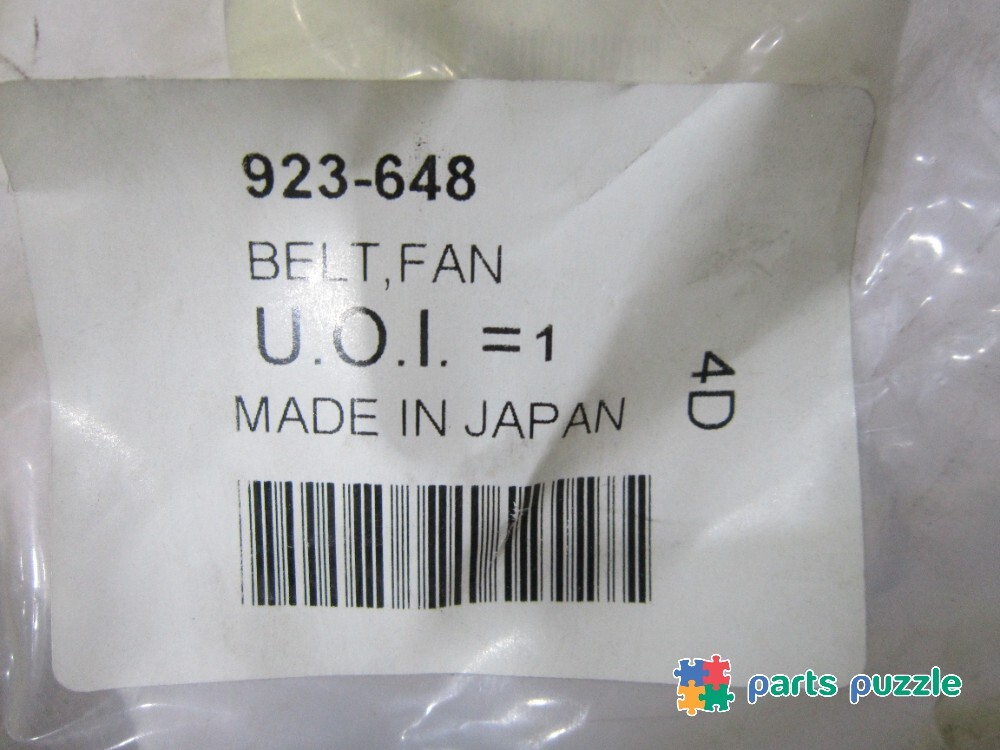 923-648
BELT,FAN
U.O.I. =1
MADE IN JAPAN
4D
parts puzzle